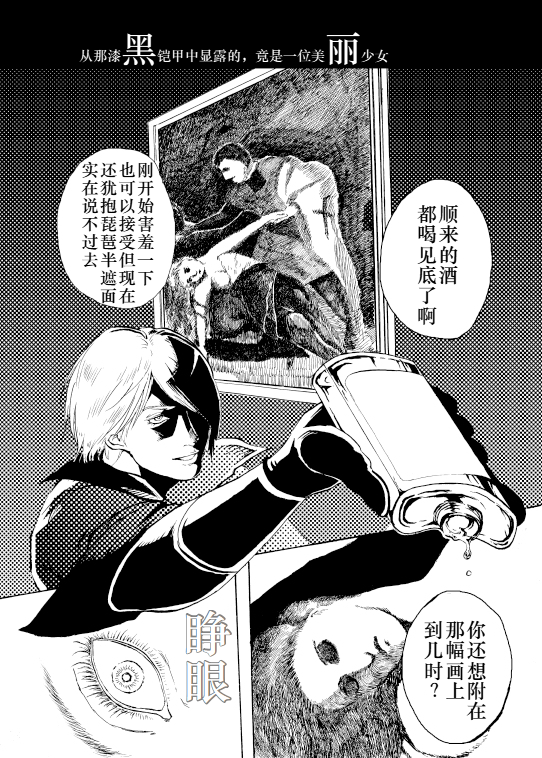 从那漆黑铠甲中显露的，竟是一位美丽少女
顺来的酒
都喝见底了啊
刚开始害羞一下
也可以接受但现在
还犹抱琵琶半遮面
实在说不过去
睁眼
你还想附在
那幅画上
到几时？